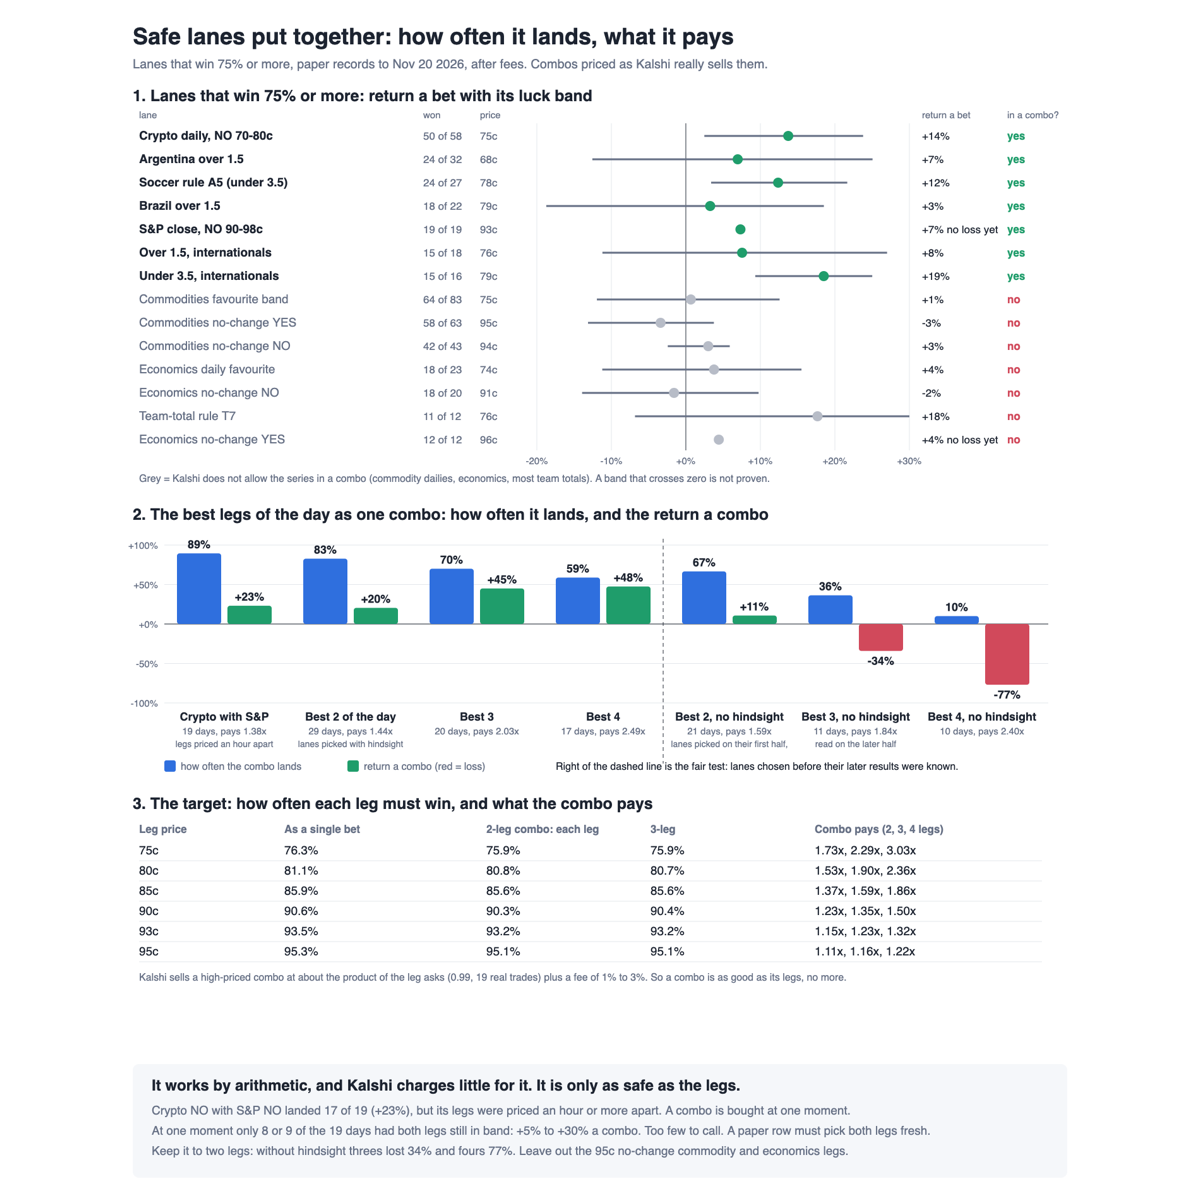 Safe lanes put together: how often it lands, what it pays
Lanes that win 75% or more, paper records to Nov 20 2026, after fees. Combos priced as Kalshi really sells them.
1. Lanes that win 75% or more: return a bet with its luck band
lane won price return a bet in a combo?
Crypto daily, NO 70-80c 50 of 58 75c +14% yes
Argentina over 1.5 24 of 32 68c +7% yes
Soccer rule A5 (under 3.5) 24 of 27 78c +12% yes
Brazil over 1.5 18 of 22 79c +3% yes
S&P close, NO 90-98c 19 of 19 93c +7% no loss yet yes
Over 1.5, internationals 15 of 18 76c +8% yes
Under 3.5, internationals 15 of 16 79c +19% yes
Commodities favourite band 64 of 83 75c +1% no
Commodities no-change YES 58 of 63 95c -3% no
Commodities no-change NO 42 of 43 94c +3% no
Economics daily favourite 18 of 23 74c +4% no
Economics no-change NO 18 of 20 91c -2% no
Team-total rule T7 11 of 12 76c +18% no
Economics no-change YES 12 of 12 96c +4% no loss yet no
-20% -10% +0% +10% +20% +30%
Grey = Kalshi does not allow the series in a combo (commodity dailies, economics, most team totals). A band that crosses zero is not proven.
2. The best legs of the day as one combo: how often it lands, and the return a combo
+100% +50% +0% -50% -100%
89% +23% 83% +20% 70% +45% 59% +48% 67% +11% 36% -34% 10% -77%
Crypto with S&P Best 2 of the day Best 3 Best 4 Best 2, no hindsight Best 3, no hindsight Best 4, no hindsight
19 days, pays 1.38x 29 days, pays 1.44x 20 days, pays 2.03x 17 days, pays 2.49x 21 days, pays 1.59x 11 days, pays 1.84x 10 days, pays 2.40x
legs priced an hour apart lanes picked with hindsight lanes picked on their first half, read on the later half
how often the combo lands return a combo (red = loss) Right of the dashed line is the fair test: lanes chosen before their later results were known.
3. The target: how often each leg must win, and what the combo pays
Leg price As a single bet 2-leg combo: each leg 3-leg Combo pays (2, 3, 4 legs)
75c 76.3% 75.9% 75.9% 1.73x, 2.29x, 3.03x
80c 81.1% 80.8% 80.7% 1.53x, 1.90x, 2.36x
85c 85.9% 85.6% 85.6% 1.37x, 1.59x, 1.86x
90c 90.6% 90.3% 90.4% 1.23x, 1.35x, 1.50x
93c 93.5% 93.2% 93.2% 1.15x, 1.23x, 1.32x
95c 95.3% 95.1% 95.1% 1.11x, 1.16x, 1.22x
Kalshi sells a high-priced combo at about the product of the leg asks (0.99, 19 real trades) plus a fee of 1% to 3%. So a combo is as good as its legs, no more.
It works by arithmetic, and Kalshi charges little for it. It is only as safe as the legs.
Crypto NO with S&P NO landed 17 of 19 (+23%), but its legs were priced an hour or more apart. A combo is bought at one moment.
At one moment only 8 or 9 of the 19 days had both legs still in band: +5% to +30% a combo. Too few to call. A paper row must pick both legs fresh.
Keep it to two legs: without hindsight threes lost 34% and fours 77%. Leave out the 95c no-change commodity and economics legs.